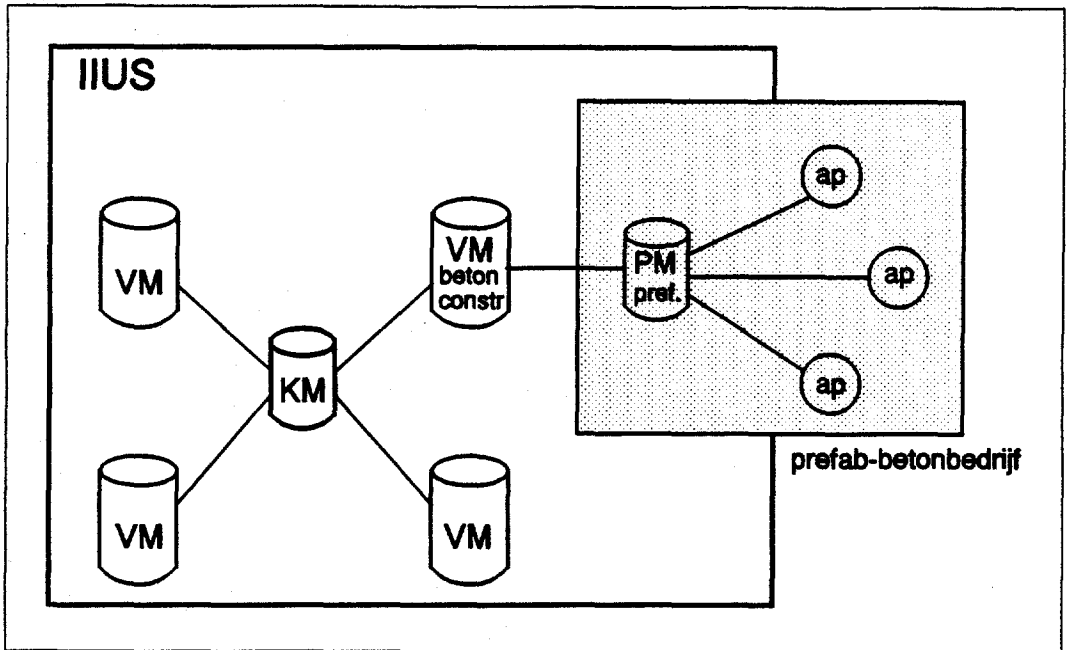 IIUS
ap
VM
VM
beton
constr
PM
pref.
ap
KM
ap
prefab-betonbedrijf
VM
VM